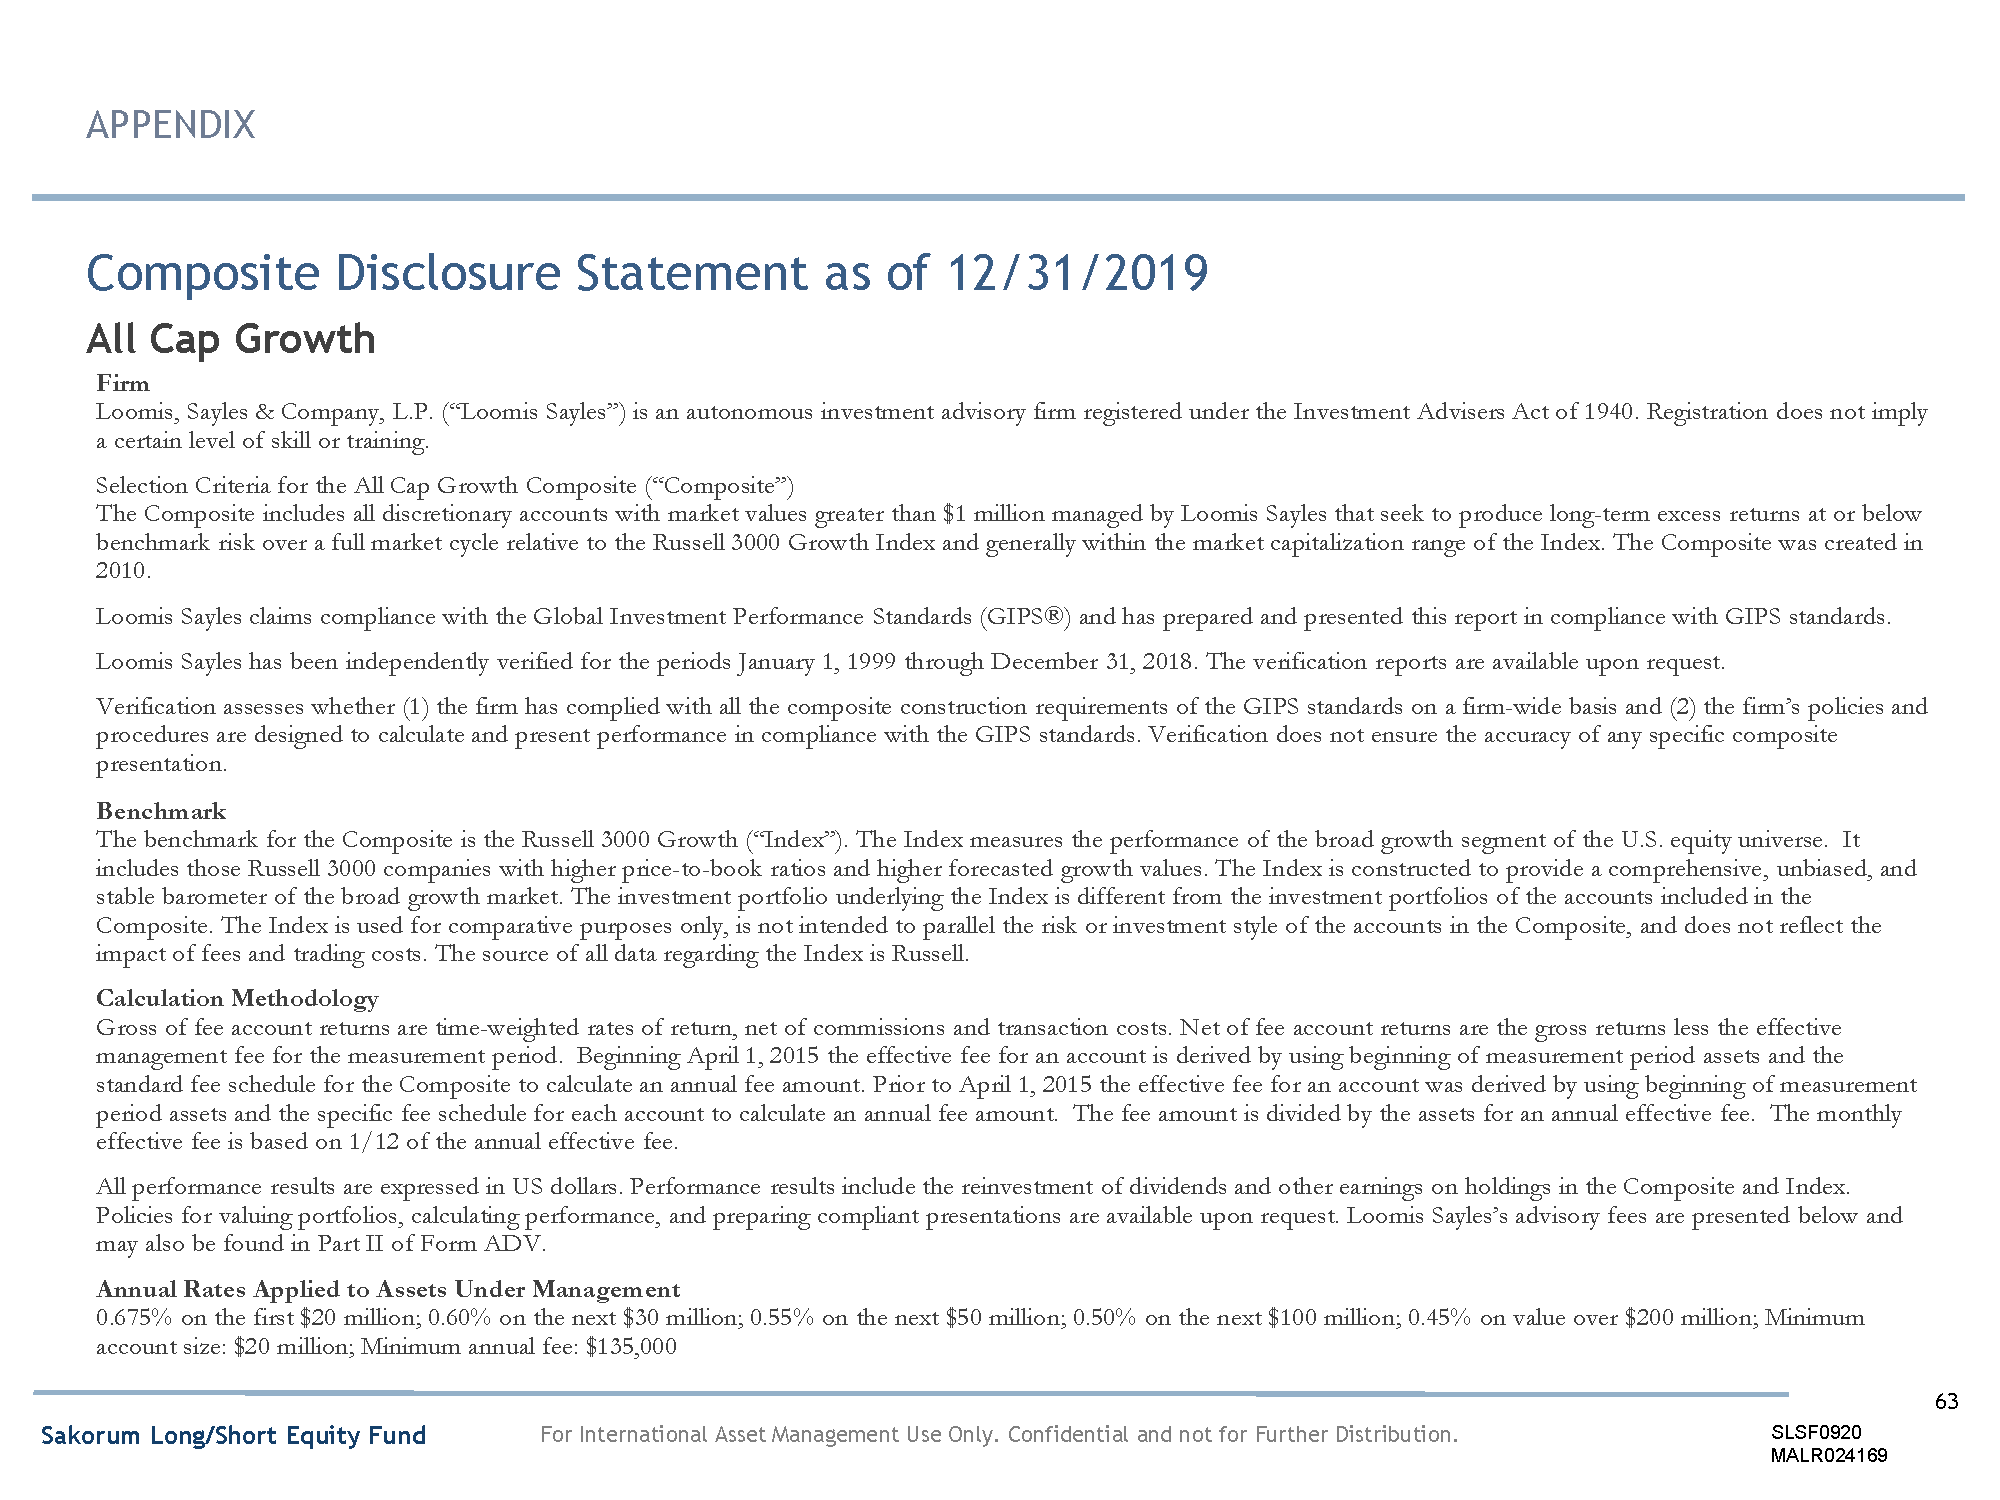 APPENDIX
Composite Disclosure Statement as of 12/31/2019
All Cap Growth
Firm
Loomis, Sayles & Company, L.P. (“Loomis Sayles”) is an autonomous investment advisory firm registered under the Investment Advisers Act of 1940. Registration does not imply
a certain level of skill or training.
Selection Criteria for the All Cap Growth Composite (“Composite”)
The Composite includes all discretionary accounts with market values greater than $1 million managed by Loomis Sayles that seek to produce long-term excess returns at or below
benchmark risk over a full market cycle relative to the Russell 3000 Growth Index and generally within the market capitalization range of the Index. The Composite was created in
2010.
Loomis Sayles claims compliance with the Global Investment Performance Standards (GIPS®) and has prepared and presented this report in compliance with GIPS standards.
Loomis Sayles has been independently verified for the periods January 1, 1999 through December 31, 2018. The verification reports are available upon request.
Verification assesses whether (1) the firm has complied with all the composite construction requirements of the GIPS standards on a firm-wide basis and (2) the firm’s policies and
procedures are designed to calculate and present performance in compliance with the GIPS standards. Verification does not ensure the accuracy of any specific composite
presentation.
Benchmark
The benchmark for the Composite is the Russell 3000 Growth (“Index”). The Index measures the performance of the broad growth segment of the U.S. equity universe. It
includes those Russell 3000 companies with higher price-to-book ratios and higher forecasted growth values. The Index is constructed to provide a comprehensive, unbiased, and
stable barometer of the broad growth market. The investment portfolio underlying the Index is different from the investment portfolios of the accounts included in the
Composite. The Index is used for comparative purposes only, is not intended to parallel the risk or investment style of the accounts in the Composite, and does not reflect the
impact of fees and trading costs. The source of all data regarding the Index is Russell.
Calculation Methodology
Gross of fee account returns are time-weighted rates of return, net of commissions and transaction costs. Net of fee account returns are the gross returns less the effective
management fee for the measurement period. Beginning April 1, 2015 the effective fee for an account is derived by using beginning of measurement period assets and the
standard fee schedule for the Composite to calculate an annual fee amount. Prior to April 1, 2015 the effective fee for an account was derived by using beginning of measurement
period assets and the specific fee schedule for each account to calculate an annual fee amount. The fee amount is divided by the assets for an annual effective fee. The monthly
effective fee is based on 1/12 of the annual effective fee.
All performance results are expressed in US dollars. Performance results include the reinvestment of dividends and other earnings on holdings in the Composite and Index.
Policies for valuing portfolios, calculating performance, and preparing compliant presentations are available upon request. Loomis Sayles’s advisory fees are presented below and
may also be found in Part II of Form ADV.
Annual Rates Applied to Assets Under Management
0.675% on the first $20 million; 0.60% on the next $30 million; 0.55% on the next $50 million; 0.50% on the next $100 million; 0.45% on value over $200 million; Minimum
account size: $20 million; Minimum annual fee: $135,000
63
Sakorum Long/Short Equity Fund
For International Asset Management Use Only. Confidential and not for Further Distribution.
SLSF0920
MALR024169